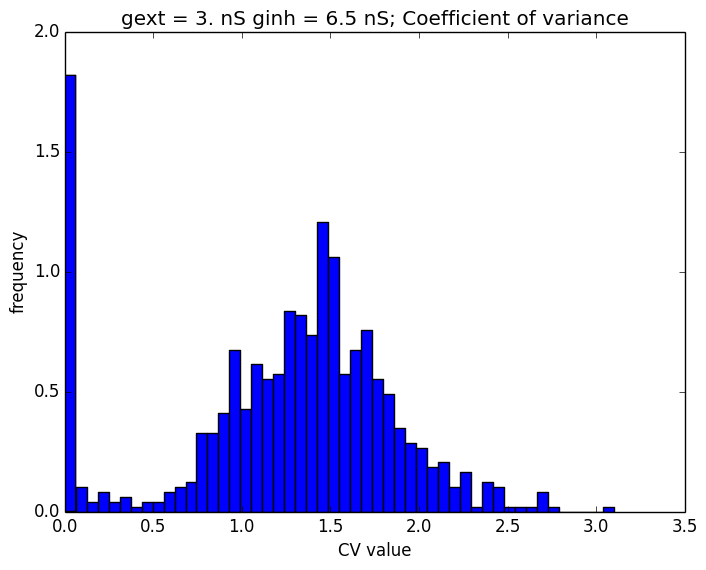 gext = 3. nS ginh = 6.5 nS; Coefficient of variance
2.0
1.5
1.0
0.5
0.0
frequency
0.0 0.5 1.0 1.5 2.0 2.5 3.0 3.5
CV value